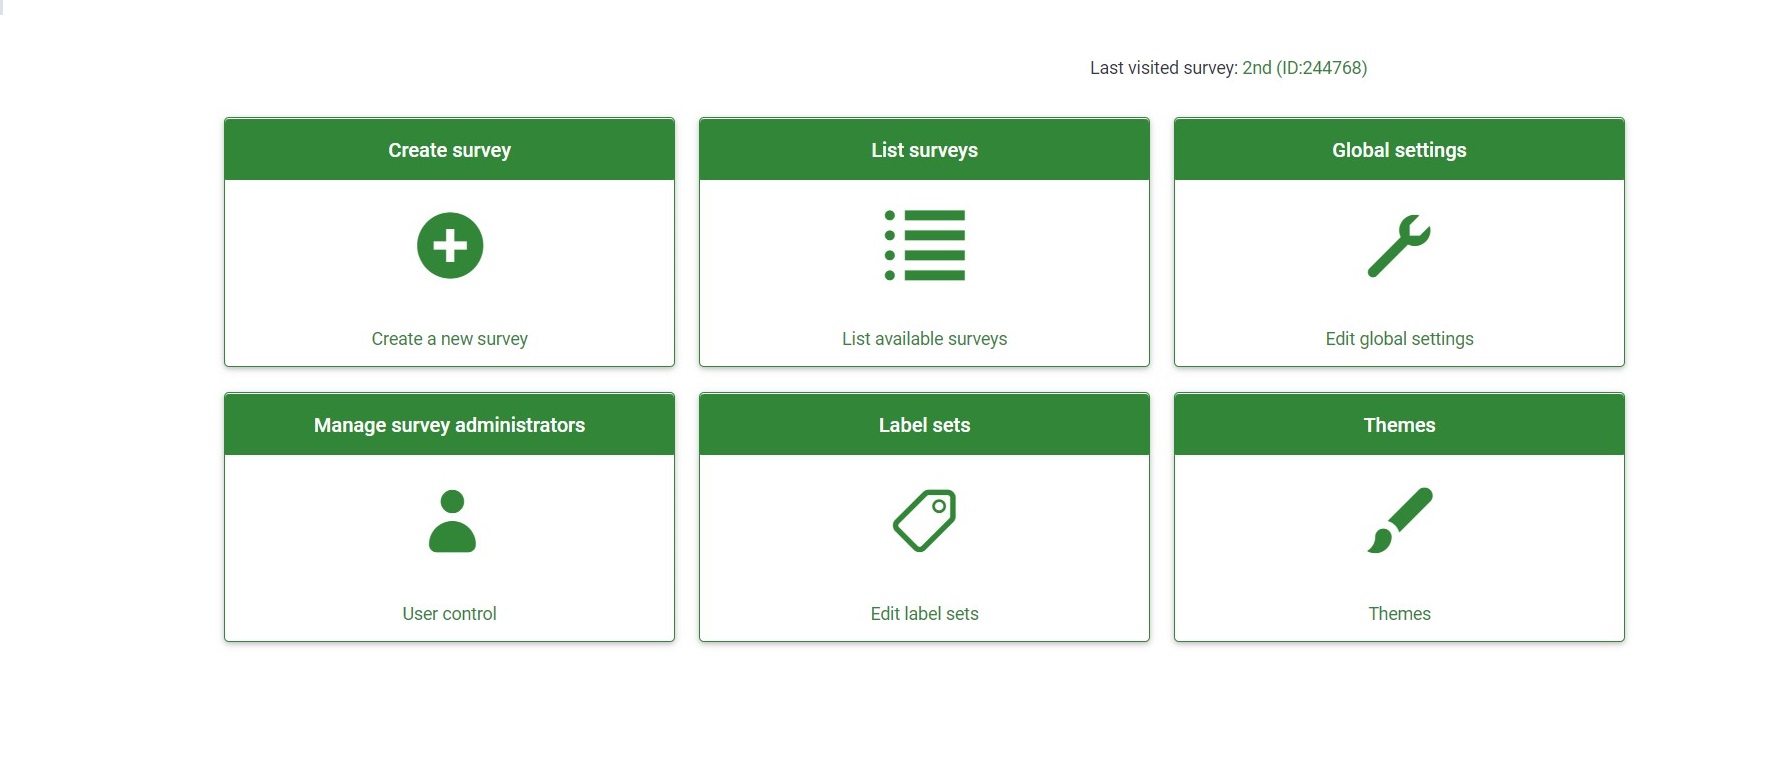 Last visited survey: 2nd (ID:244768)
Create survey
List surveys
Global settings
Create a new survey
List available surveys
Edit global settings
Manage survey administrators
Label sets
Themes
User control
Edit label sets
Themes